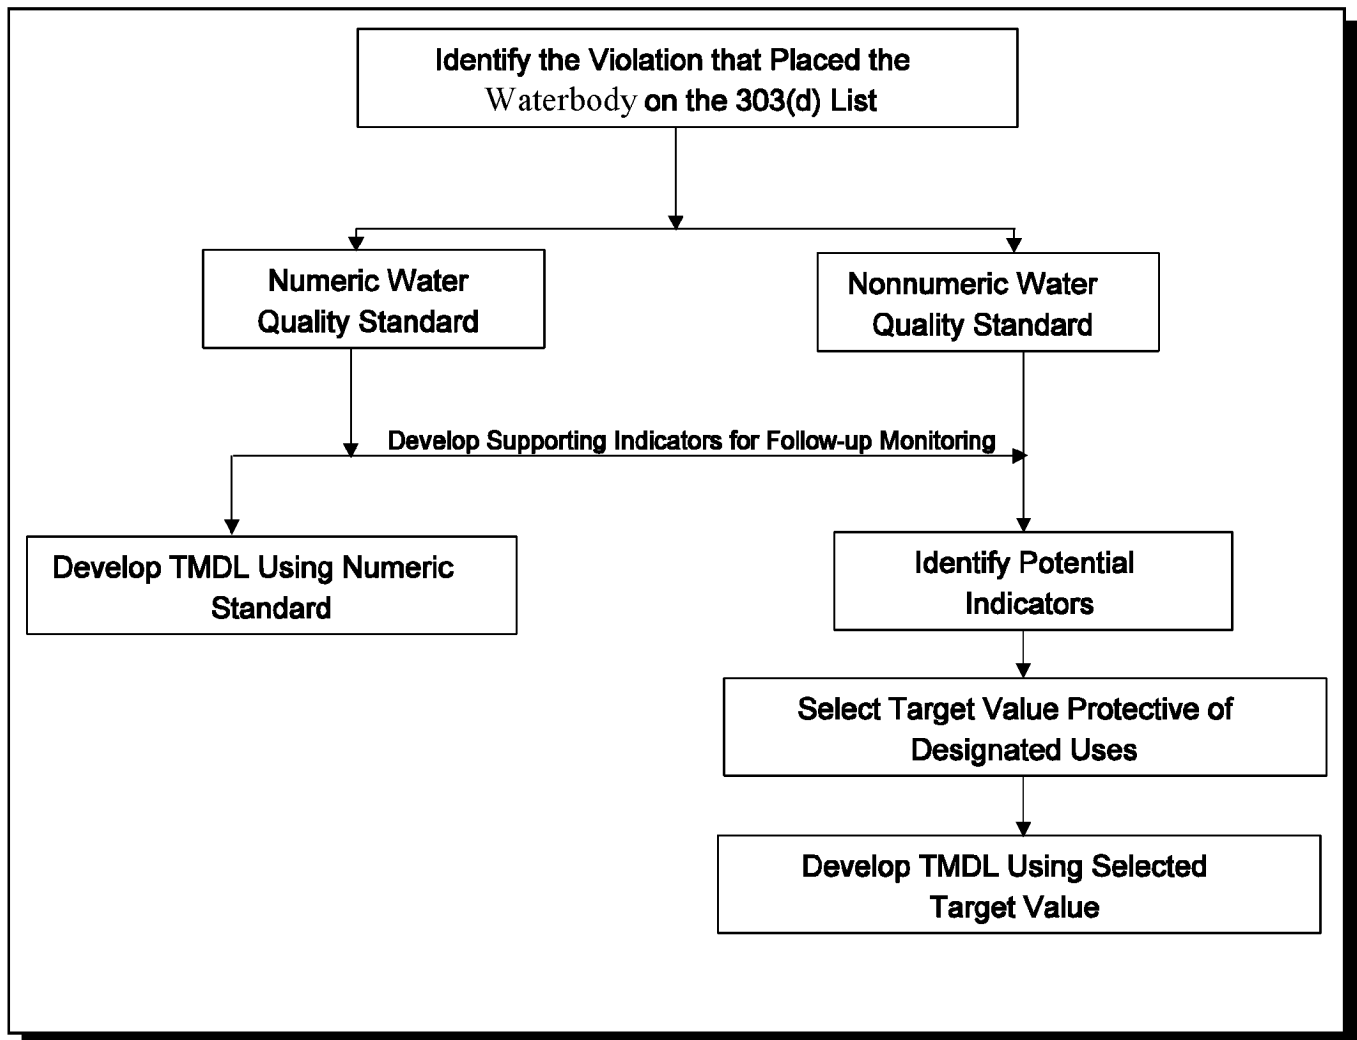 Identify the Violation that Placed the
Waterbody on the 303(d) List
Numeric Water
Quality Standard
Nonnumeric Water
Quality Standard
Develop Supporting Indicators for Follow-up Monitoring
Develop TMDL Using Numeric
Standard
Identify Potential
Indicators
Select Target Value Protective of
Designated Uses
Develop TMDL Using Selected
Target Value